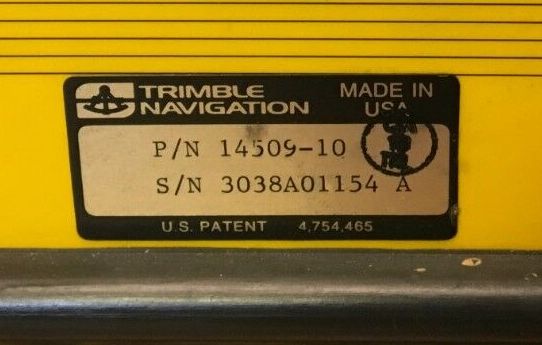 TRIMBLE
NAVIGATION
MADE IN
USA
P/N 14509-10
S/N 3038A01154 A
U.S. PATENT 4,754,465